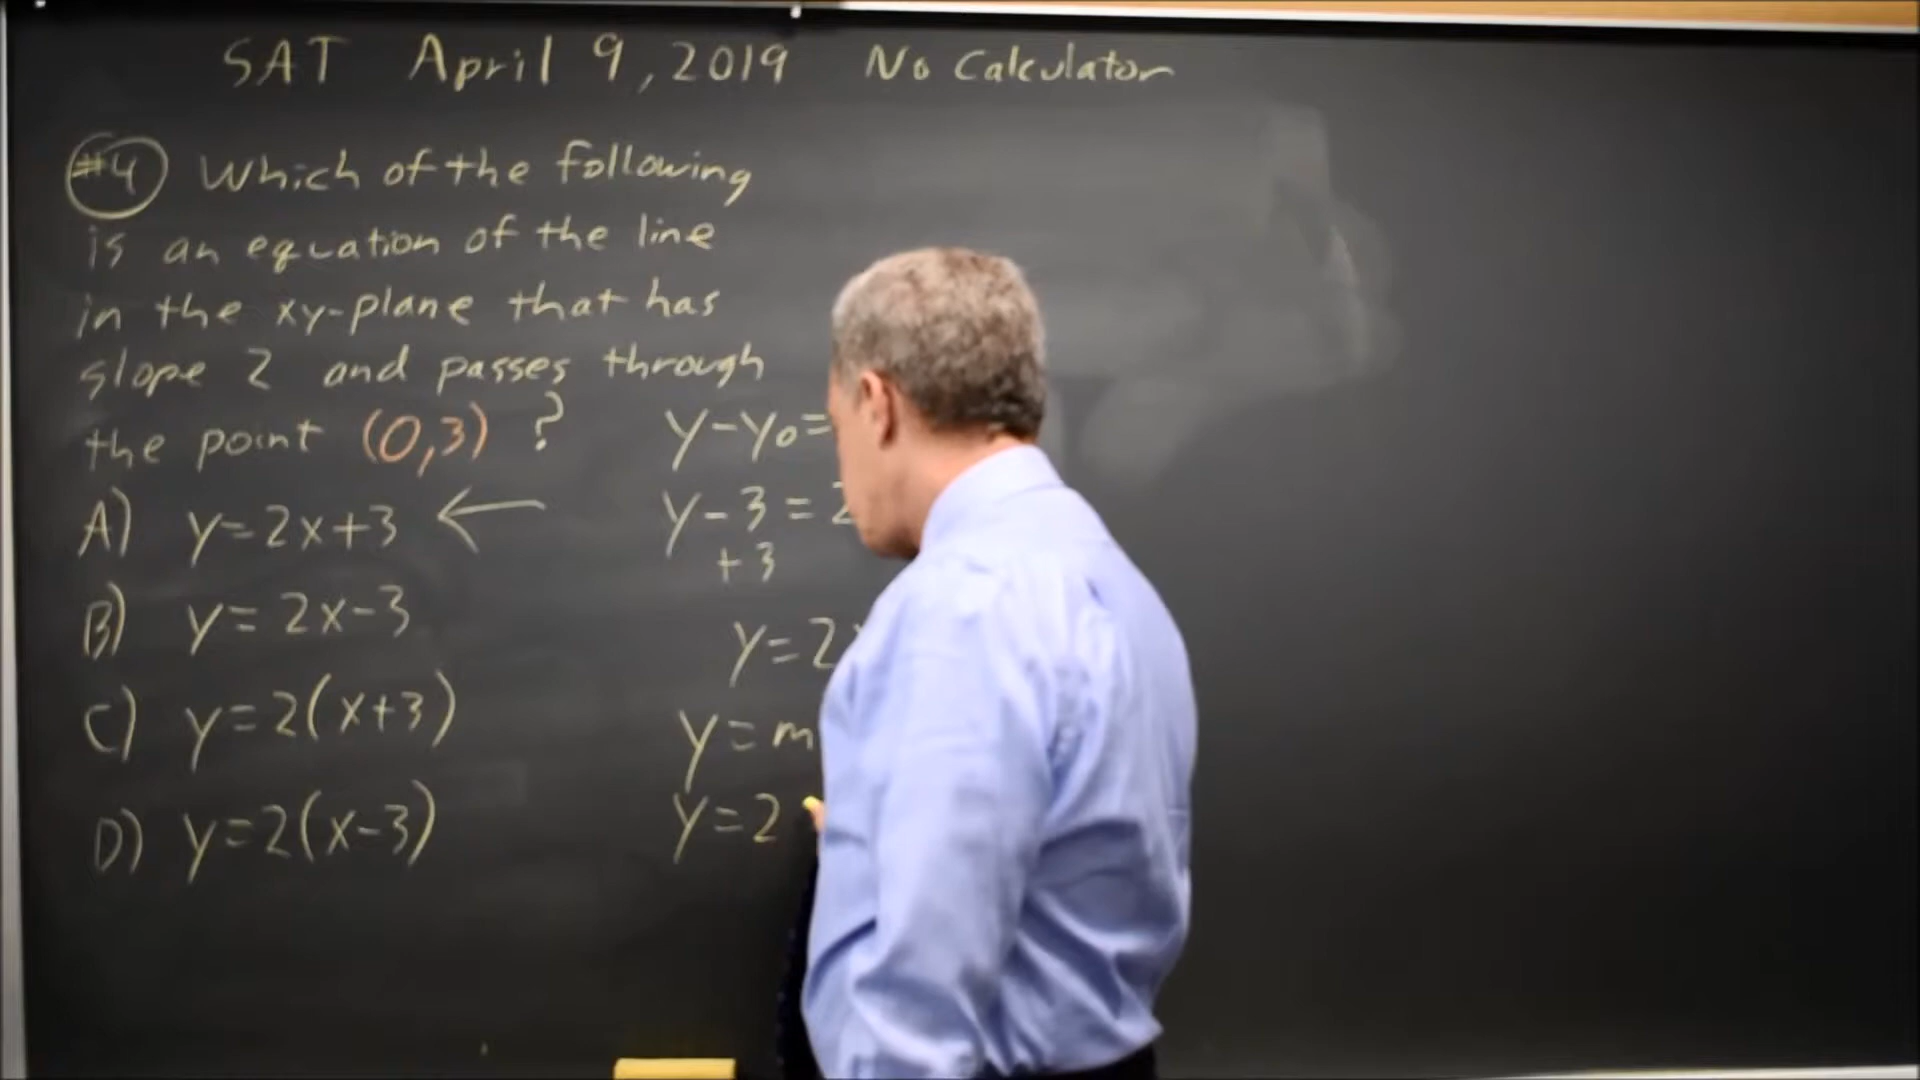 SAT April 9, 2019 No Calculator
#4 Which of the following
is an equation of the line
in the xy-plane that has
slope 2 and passes through
the point (0,3) ?
A) y=2x+3 ←
B) y=2x-3
C) y=2(x+3)
D) y=2(x-3)
y-y₀=
y-3=2
+3
y=2
y=m
y=2